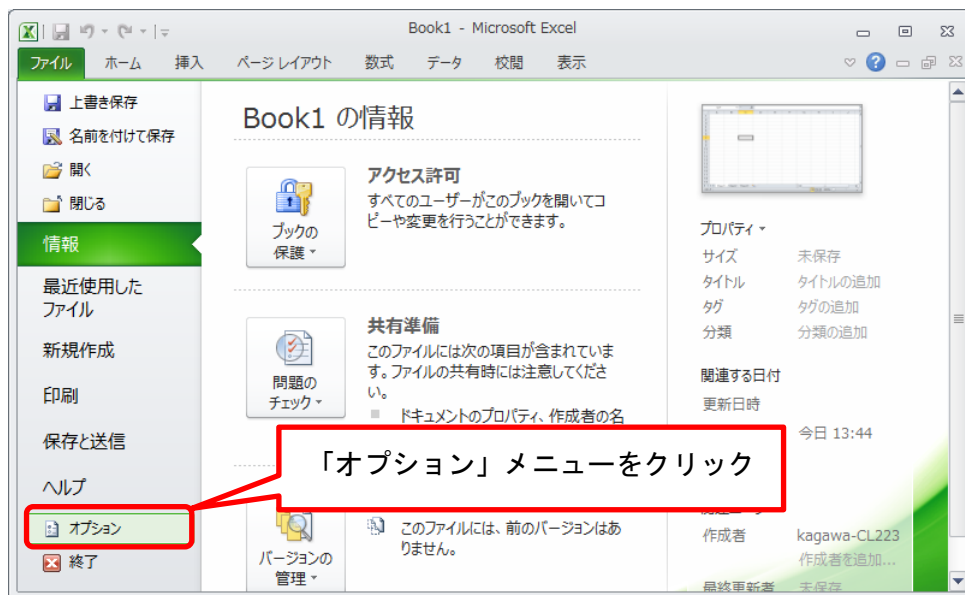 Book1 - Microsoft Excel
ファイル ホーム 挿入 ページ レイアウト 数式 データ 校閲 表示
上書き保存
名前を付けて保存
開く
閉じる
情報
最近使用した
ファイル
新規作成
印刷
保存と送信
ヘルプ
オプション
終了
Book1 の情報
ブックの
保護
アクセス許可
すべてのユーザーがこのブックを開いてコ
ピーや変更を行うことができます。
問題の
チェック
共有準備
このファイルには次の項目が含まれていま
す。ファイルの共有時には注意してくださ
い。
ドキュメントのプロパティ、作成者の名
「オプション」メニューをクリック
バージョンの
管理
このファイルには、前のバージョンはあ
りません。
プロパティ
サイズ 未保存
タイトル タイトルの追加
タグ タグの追加
分類 分類の追加
関連する日付
更新日時
今日 13:44
作成者 kagawa-CL223
作成者を追加...
最終更新者 未保存